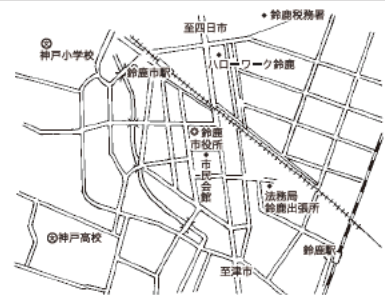 鈴鹿税務署
至四日市
神戸小学校
ハローワーク鈴鹿
鈴鹿市駅
鈴鹿
市役所
市民会館
法務局
鈴鹿出張所
神戸高校
鈴鹿駅
至津市